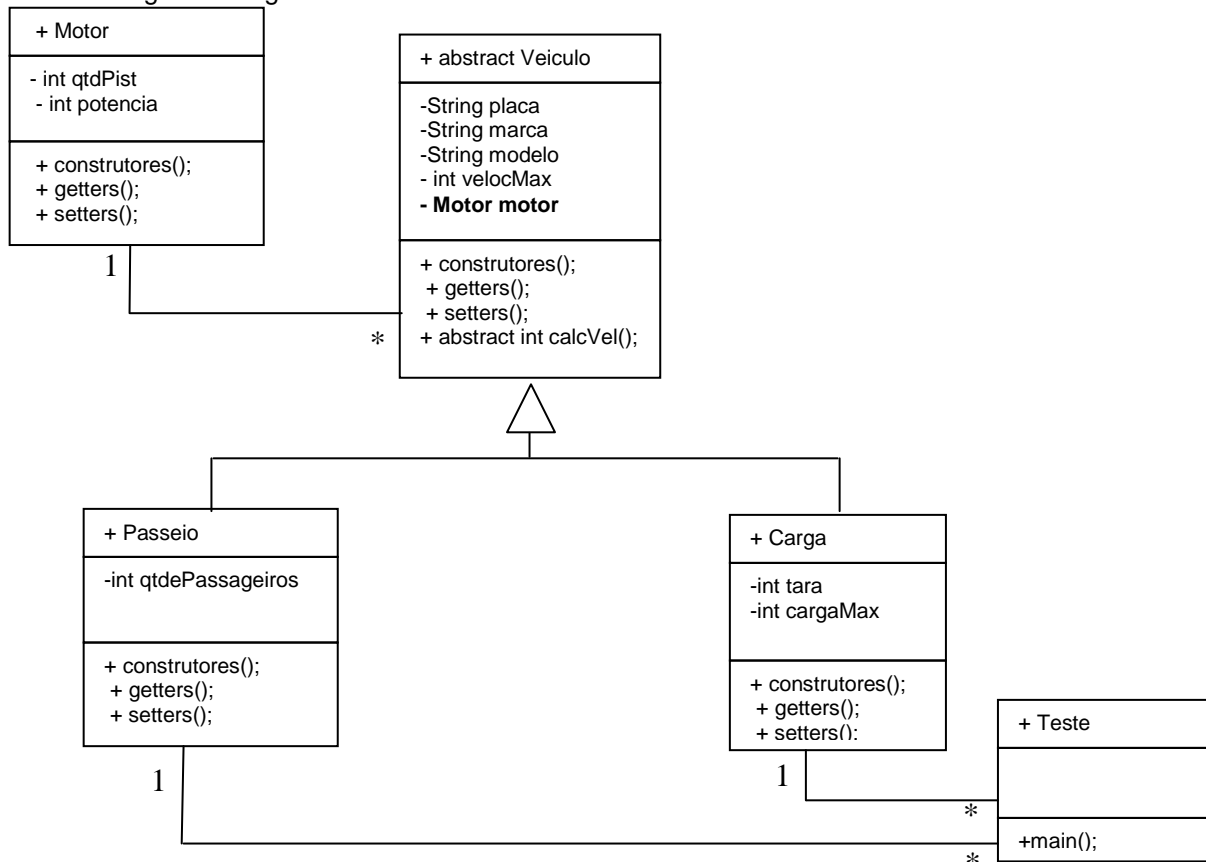 + Motor
- int qtdPist
- int potencia
+ construtores();
+ getters();
+ setters();
1
+ abstract Veiculo
-String placa
-String marca
-String modelo
- int velocMax
- Motor motor
+ construtores();
+ getters();
+ setters();
+ abstract int calcVel();
*
+ Passeio
-int qtdePassageiros
+ construtores();
+ getters();
+ setters();
1
+ Carga
-int tara
-int cargaMax
+ construtores();
+ getters();
+ setters();
1
+ Teste
*
+main();
*